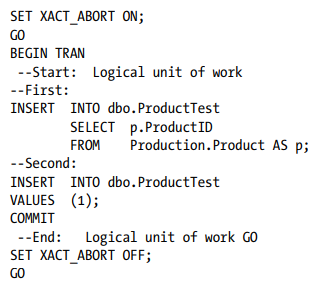 SET XACT_ABORT ON;
GO
BEGIN TRAN
--Start: Logical unit of work
--First:
INSERT INTO dbo.ProductTest
SELECT p.ProductID
FROM Production.Product AS p;
--Second:
INSERT INTO dbo.ProductTest
VALUES (1);
COMMIT
--End: Logical unit of work GO
SET XACT_ABORT OFF;
GO